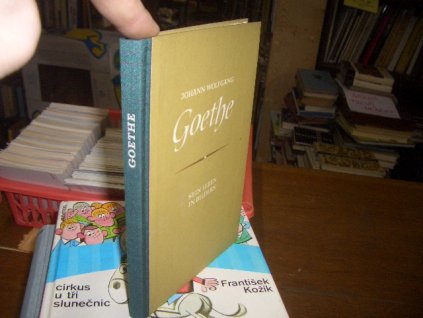 GOETHE
JOHANN WOLFGANG
Goethe
SEIN LEBEN
IN BILDERN
cirkus
u tří
slunečnic
František
Kožík